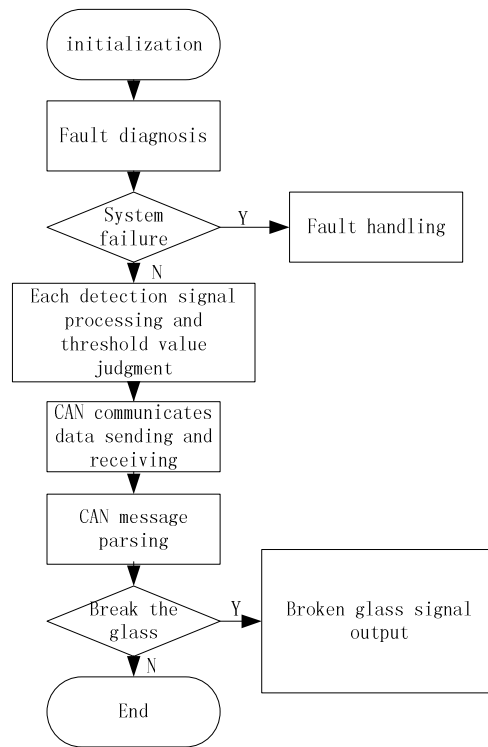 initialization
Fault diagnosis
System
failure
Y
Fault handling
N
Each detection signal
processing and
threshold value
judgment
CAN communicates
data sending and
receiving
CAN message
parsing
Break the
glass
Y
Broken glass signal
output
N
End